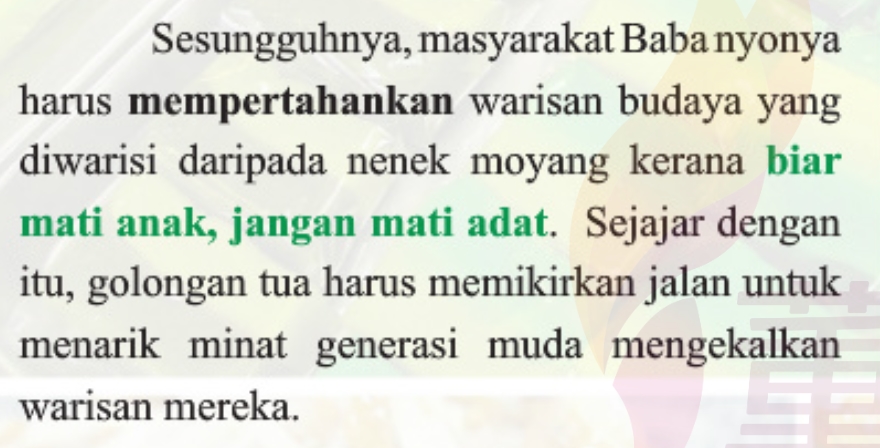 Sesungguhnya, masyarakat Baba nyonya
harus mempertahankan warisan budaya yang
diwarisi daripada nenek moyang kerana biar
mati anak, jangan mati adat. Sejajar dengan
itu, golongan tua harus memikirkan jalan untuk
menarik minat generasi muda mengekalkan
warisan mereka.